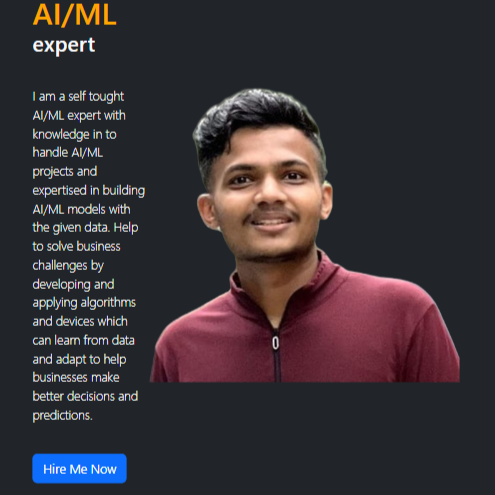 AI/ML
expert
I am a self tought
AI/ML expert with
knowledge in to
handle AI/ML
projects and
expertised in building
AI/ML models with
the given data. Help
to solve business
challenges by
developing and
applying algorithms
and devices which
can learn from data
and adapt to help
businesses make
better decisions and
predictions.
Hire Me Now